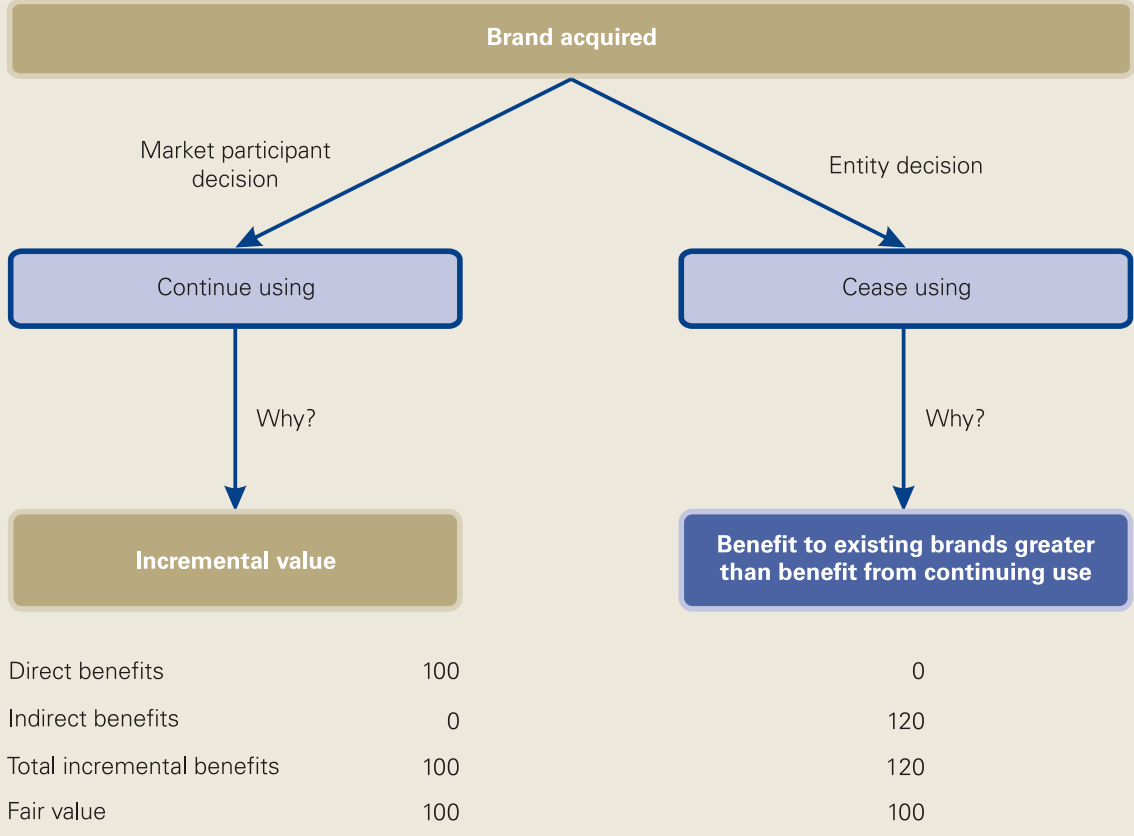 Brand acquired
Market participant
decision
Entity decision
Continue using
Cease using
Why?
Why?
Incremental value
Benefit to existing brands greater
than benefit from continuing use
Direct benefits 100 0
Indirect benefits 0 120
Total incremental benefits 100 120
Fair value 100 100